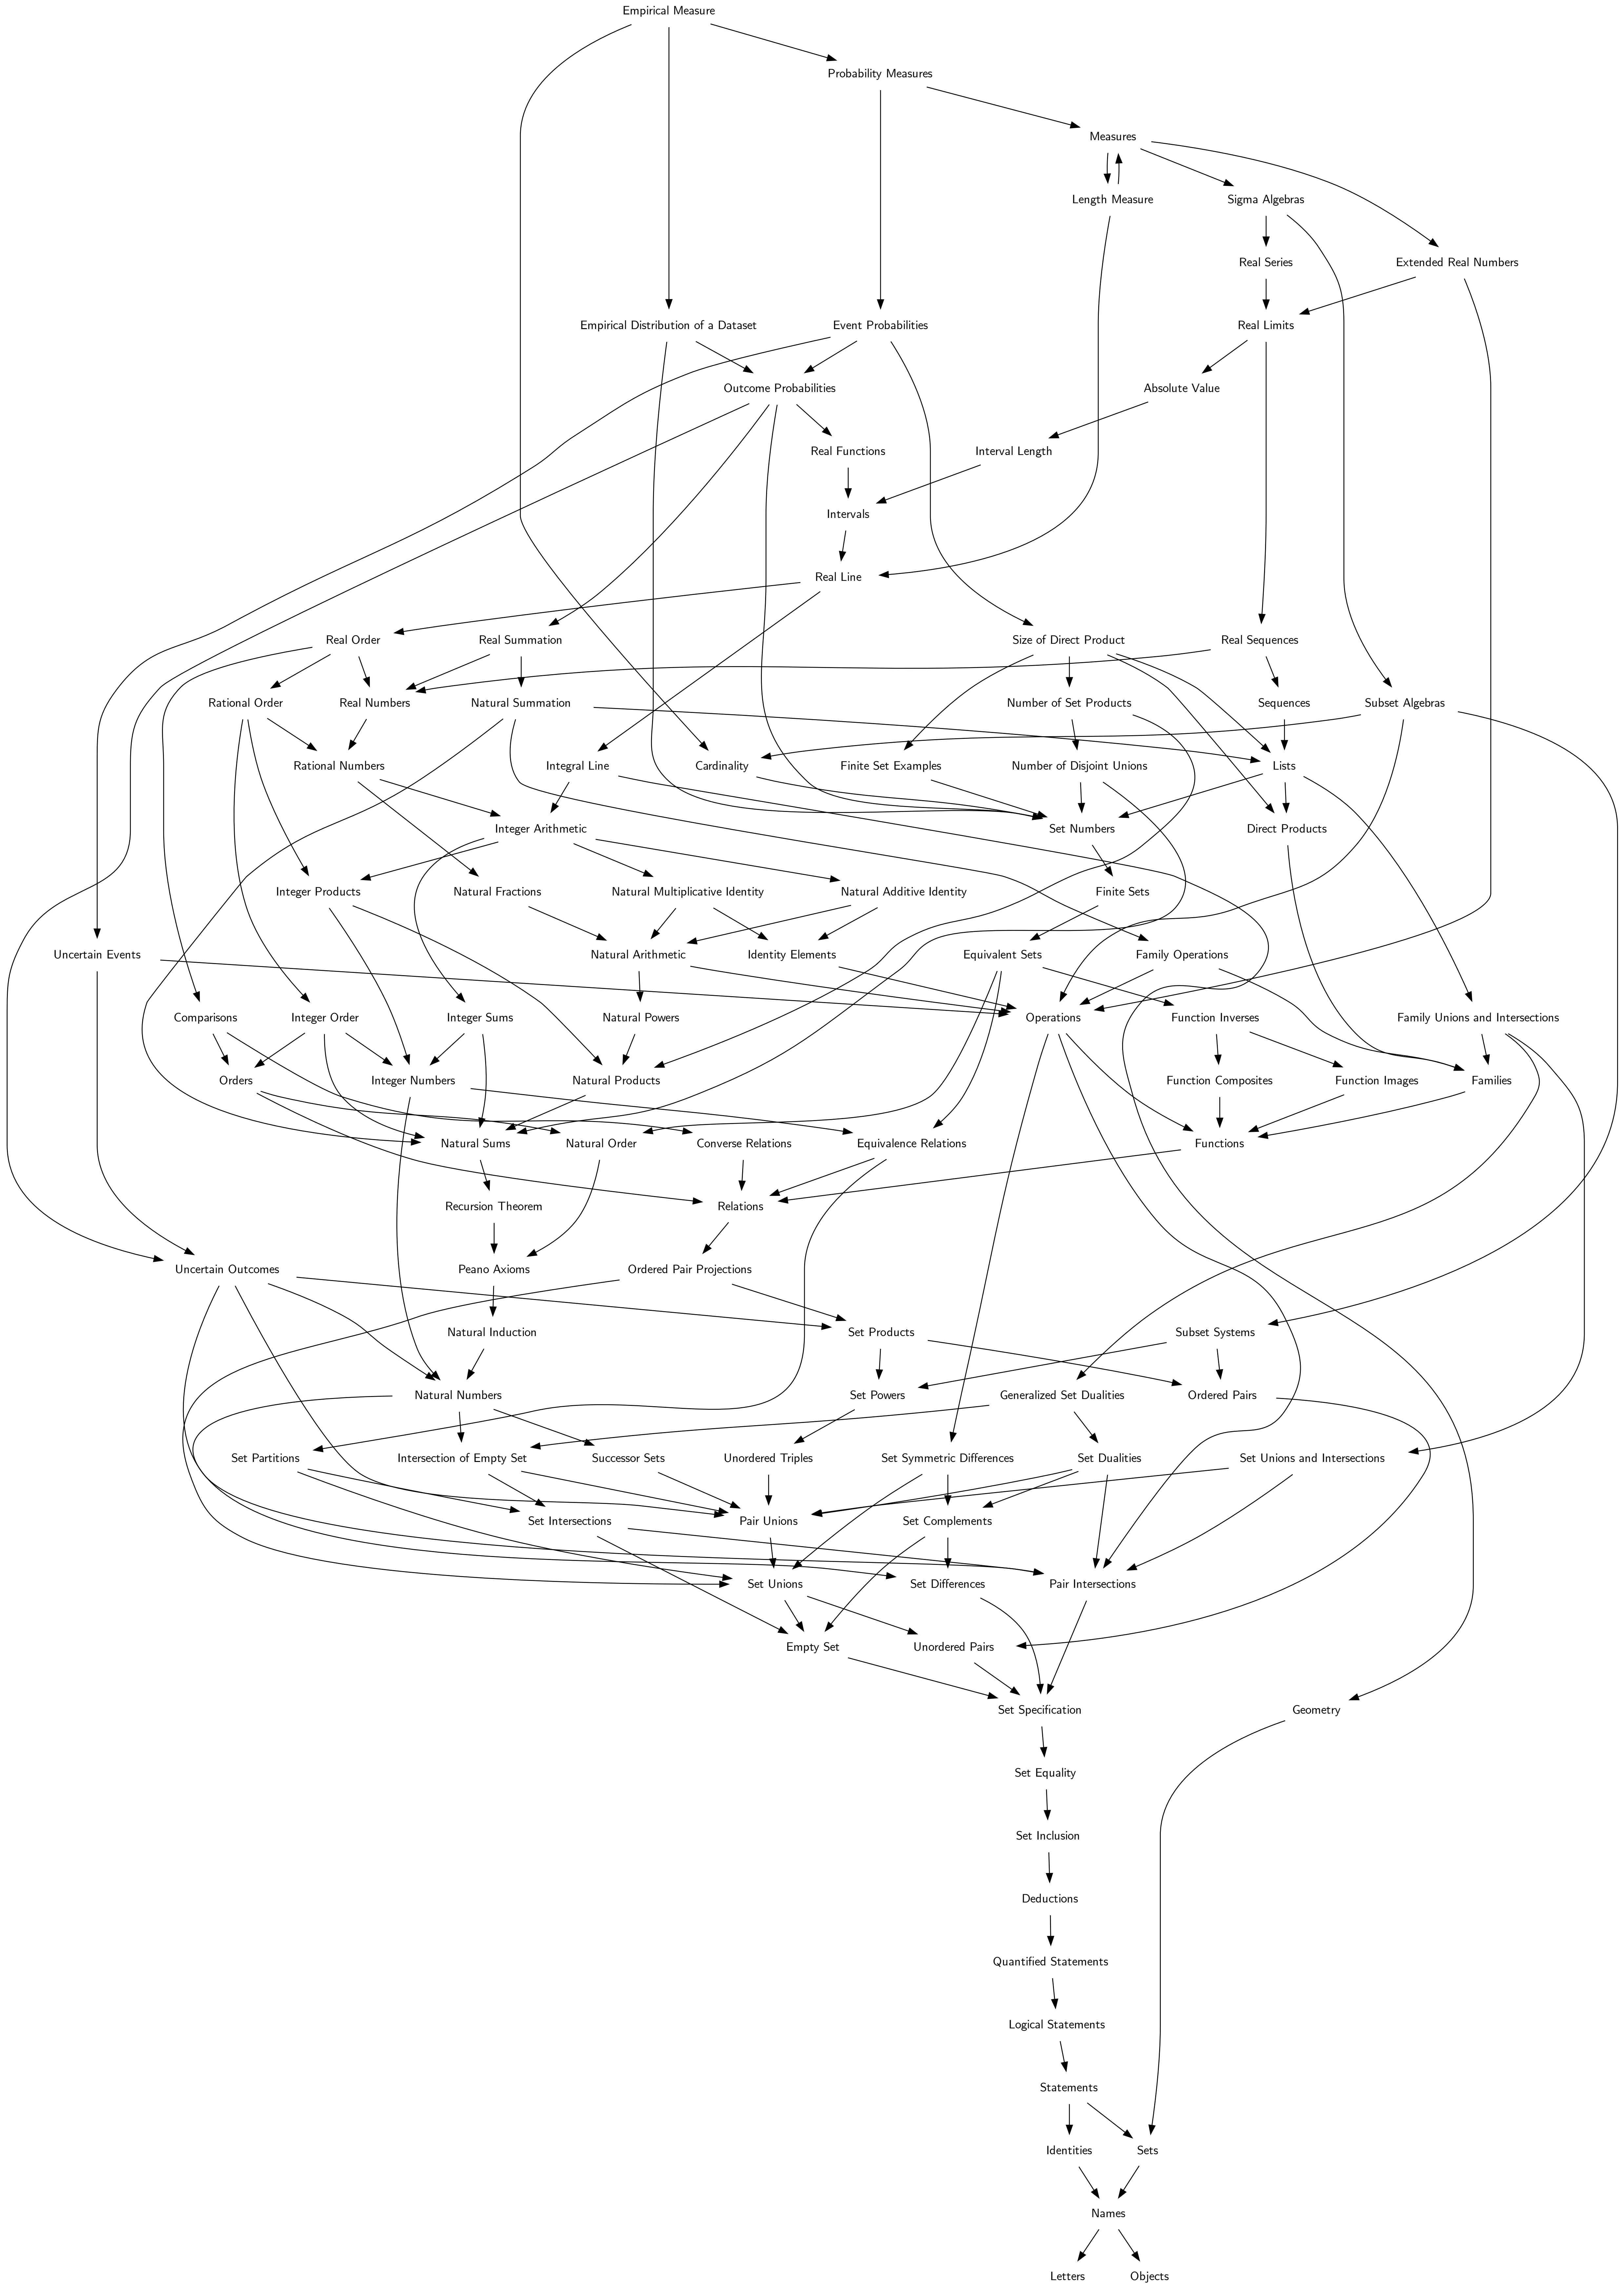 Empirical Measure
Probability Measures
Measures
Length Measure
Sigma Algebras
Real Series
Extended Real Numbers
Empirical Distribution of a Dataset
Event Probabilities
Real Limits
Outcome Probabilities
Absolute Value
Real Functions
Interval Length
Intervals
Real Line
Real Order
Real Summation
Size of Direct Product
Real Sequences
Rational Order
Real Numbers
Natural Summation
Number of Set Products
Sequences
Subset Algebras
Rational Numbers
Integral Line
Cardinality
Finite Set Examples
Number of Disjoint Unions
Lists
Integer Arithmetic
Set Numbers
Direct Products
Integer Products
Natural Fractions
Natural Multiplicative Identity
Natural Additive Identity
Finite Sets
Uncertain Events
Natural Arithmetic
Identity Elements
Equivalent Sets
Family Operations
Comparisons
Integer Order
Integer Sums
Natural Powers
Operations
Function Inverses
Family Unions and Intersections
Orders
Integer Numbers
Natural Products
Function Composites
Function Images
Families
Natural Sums
Natural Order
Converse Relations
Equivalence Relations
Functions
Recursion Theorem
Relations
Uncertain Outcomes
Peano Axioms
Ordered Pair Projections
Natural Induction
Set Products
Subset Systems
Natural Numbers
Set Powers
Generalized Set Dualities
Ordered Pairs
Set Partitions
Intersection of Empty Set
Successor Sets
Unordered Triples
Set Symmetric Differences
Set Dualities
Set Unions and Intersections
Set Intersections
Pair Unions
Set Complements
Set Unions
Set Differences
Pair Intersections
Empty Set
Unordered Pairs
Set Specification
Geometry
Set Equality
Set Inclusion
Deductions
Quantified Statements
Logical Statements
Statements
Identities
Sets
Names
Letters
Objects